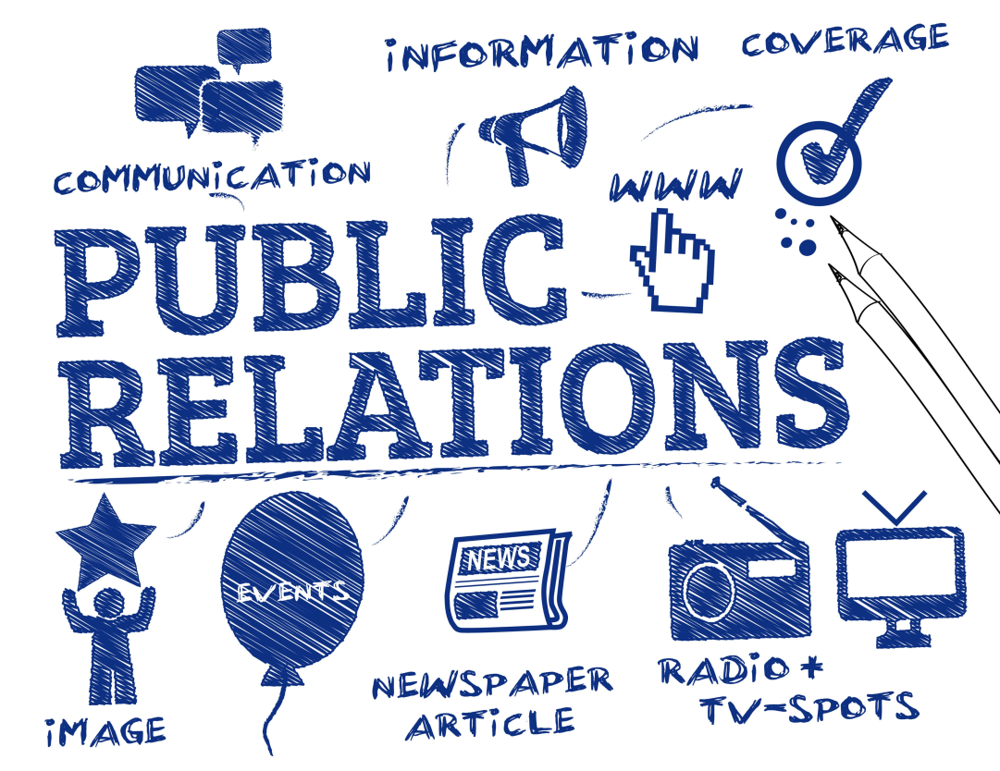 iNFORMATiON
COVERAGE
COMMUNiCATiON
WWW
PUBLIC
RELATIONS
EVENTS
NEWS
NEWSPAPER
ARTiCLE
RADiO +
TV-SPOTS
iMAGE